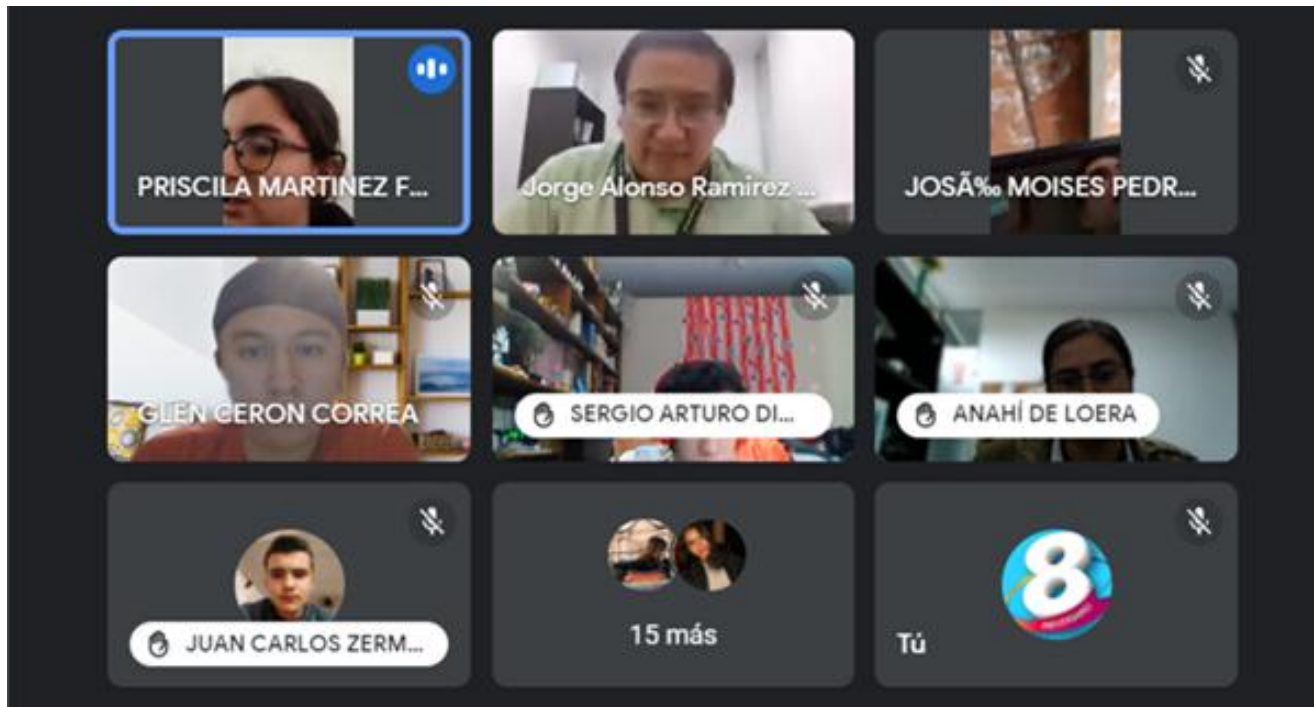 PRISCILA MARTINEZ F...
Jorge Alonso Ramirez ...
JOSÃ‰ MOISES PEDR...
GLEN CERON CORREA
SERGIO ARTURO DI...
ANAHÍ DE LOERA
JUAN CARLOS ZERM...
15 más
8
Tú